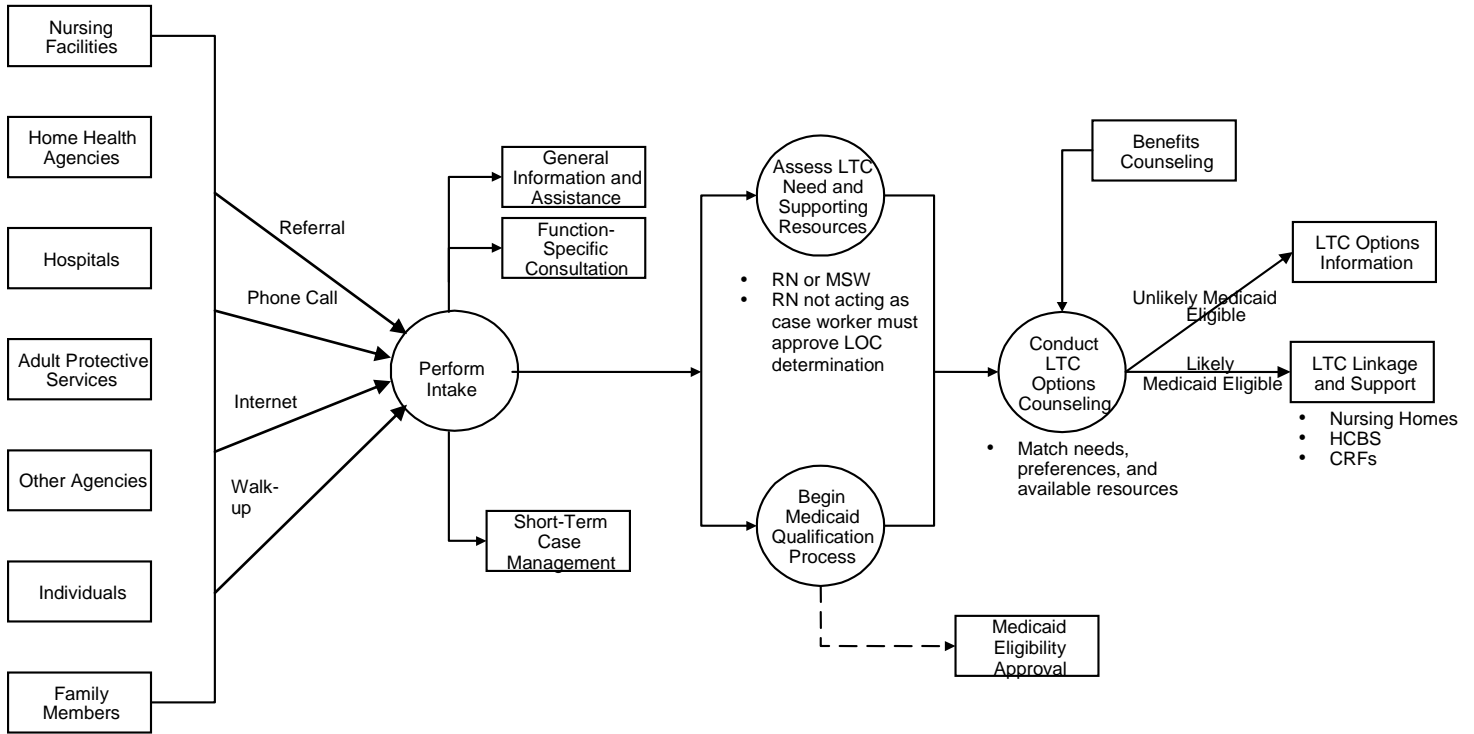 Nursing
Facilities
Home Health
Agencies
Hospitals
Adult Protective
Services
Other Agencies
Individuals
Family
Members
Referral
Phone Call
Internet
Walk-
up
Perform
Intake
General
Information and
Assistance
Function-
Specific
Consultation
Short-Term
Case
Management
Assess LTC
Need and
Supporting
Resources
• RN or MSW
• RN not acting as
case worker must
approve LOC
determination
Begin
Medicaid
Qualification
Process
Medicaid
Eligibility
Approval
Benefits
Counseling
Conduct
LTC
Options
Counseling
• Match needs,
preferences, and
available resources
Unlikely Medicaid
Eligible
Likely
Medicaid Eligible
LTC Options
Information
LTC Linkage
and Support
• Nursing Homes
• HCBS
• CRFs